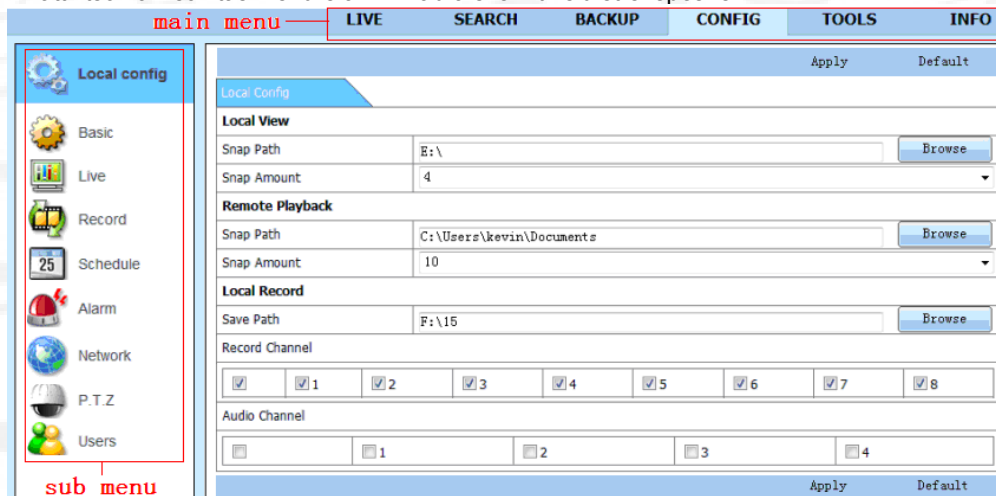 main menu LIVE SEARCH BACKUP CONFIG TOOLS INFO
Local config
Basic
Live
Record
Schedule
25
Alarm
Network
P.T.Z
Users
sub menu
Apply Default
Local Config
Local View
Snap Path E:\ Browse
Snap Amount 4
Remote Playback
Snap Path C:\Users\kevin\Documents Browse
Snap Amount 10
Local Record
Save Path F:\15 Browse
Record Channel
1 2 3 4 5 6 7 8
Audio Channel
1 2 3 4
Apply Default